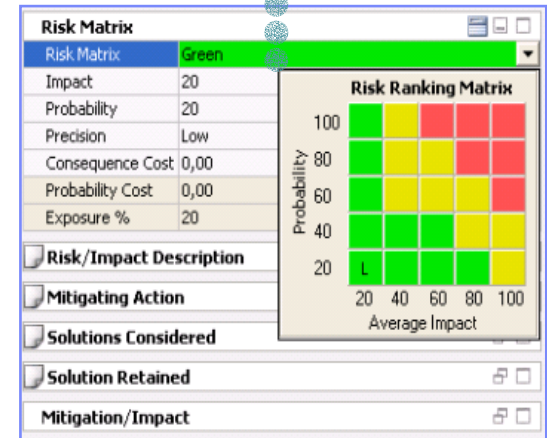 Risk Matrix
Risk Matrix Green
Impact 20
Probability 20
Precision Low
Consequence Cost 0,00
Probability Cost 0,00
Exposure % 20
Risk Ranking Matrix
Probability
100
80
60
40
20 L
20 40 60 80 100
Average Impact
Risk/Impact Description
Mitigating Action
Solutions Considered
Solution Retained
Mitigation/Impact